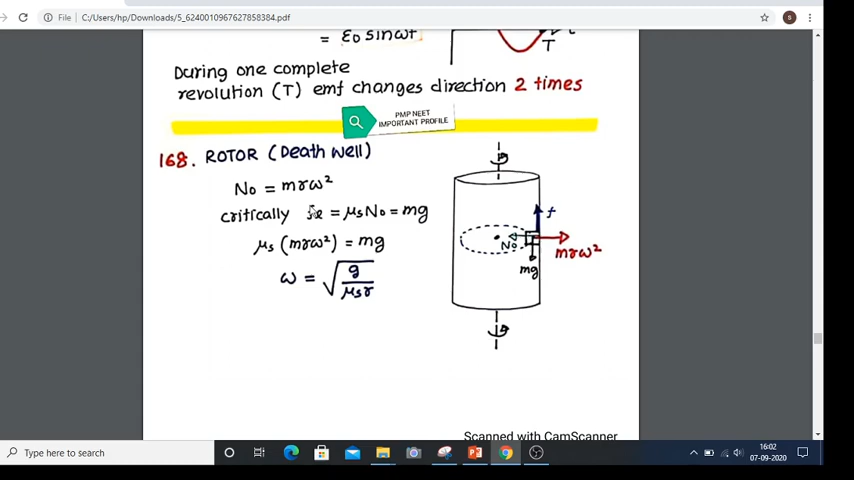 File
C:/Users/hp/Downloads/5_6240010967627858384.pdf
= ε0 sinωt
T
During one complete
revolution (T) emf changes direction 2 times
PMP NEET
IMPORTANT PROFILE
168. ROTOR (Death well)
N0 = mrω²
critically = μsN0 = mg
μs (mrω²) = mg
ω = √(g/μsr)
f
N0
mrω²
mg
Scanned with CamScanner
Type here to search
16:02
07-09-2020